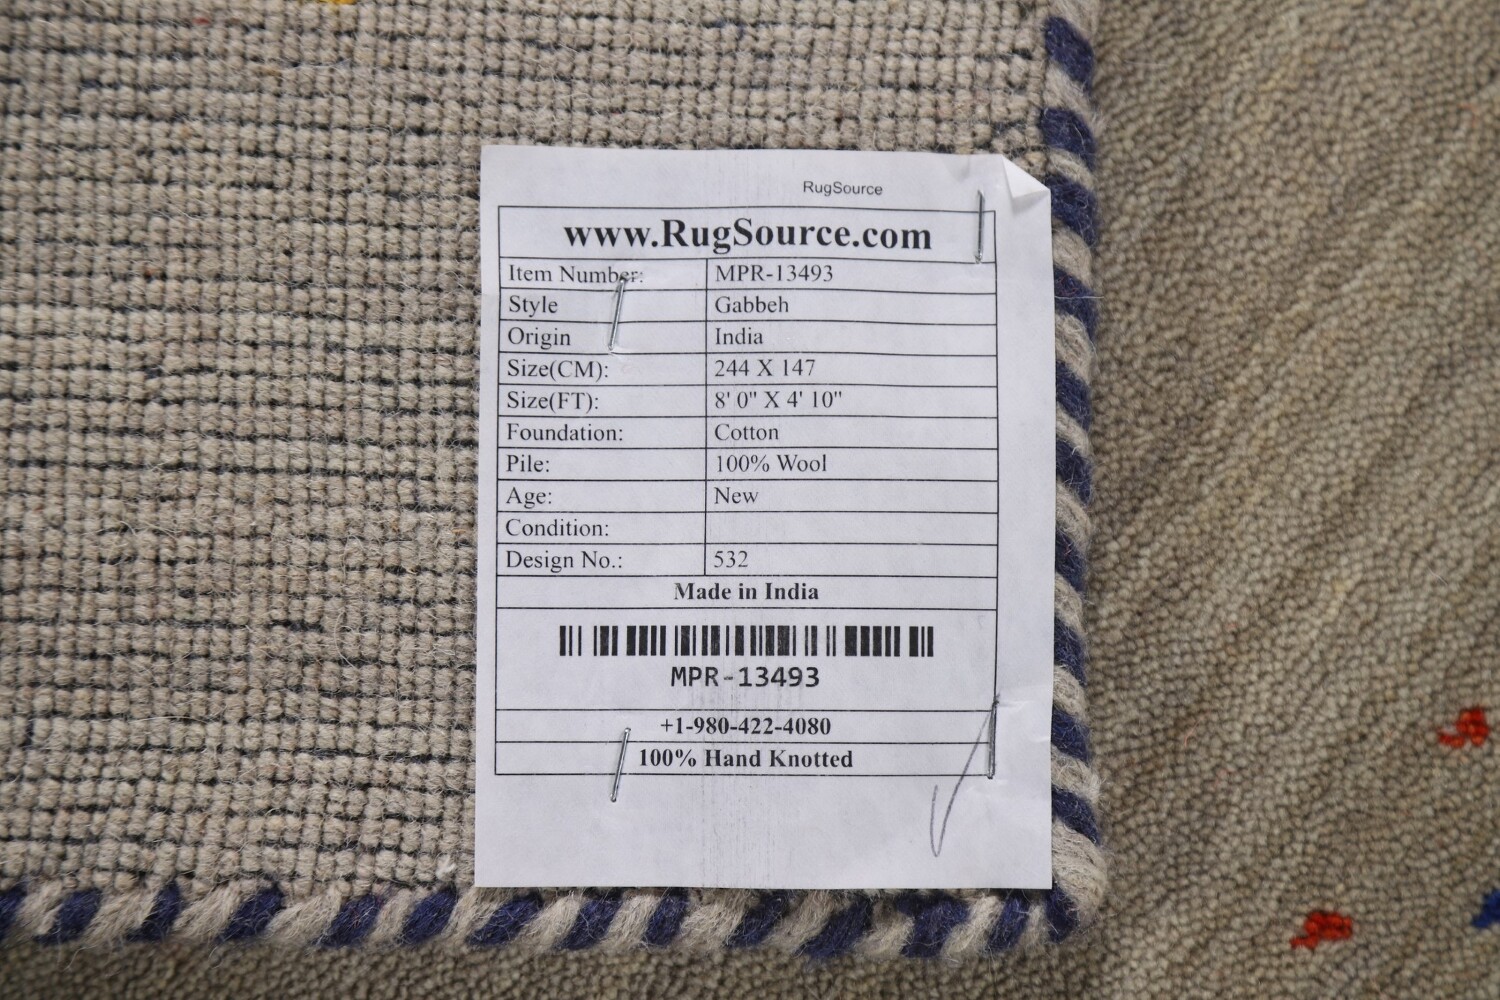 RugSource
www.RugSource.com
Item Number: MPR-13493
Style Gabbeh
Origin India
Size(CM): 244 X 147
Size(FT): 8' 0" X 4' 10"
Foundation: Cotton
Pile: 100% Wool
Age: New
Condition:
Design No.: 532
Made in India
MPR-13493
+1-980-422-4080
100% Hand Knotted